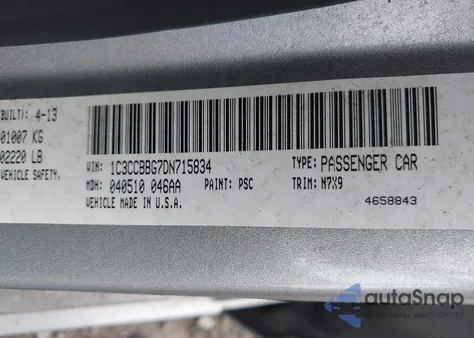 (BUILT): 4-13
01007 KG
02220 LB
VEHICLE SAFETY.
VIN: 1C3CCBBG7DN715834
TYPE: PASSENGER CAR
MDH: 040510 046AA
PAINT: PSC
TRIM: N7X9
VEHICLE MADE IN U.S.A.
4658843
autoSnap